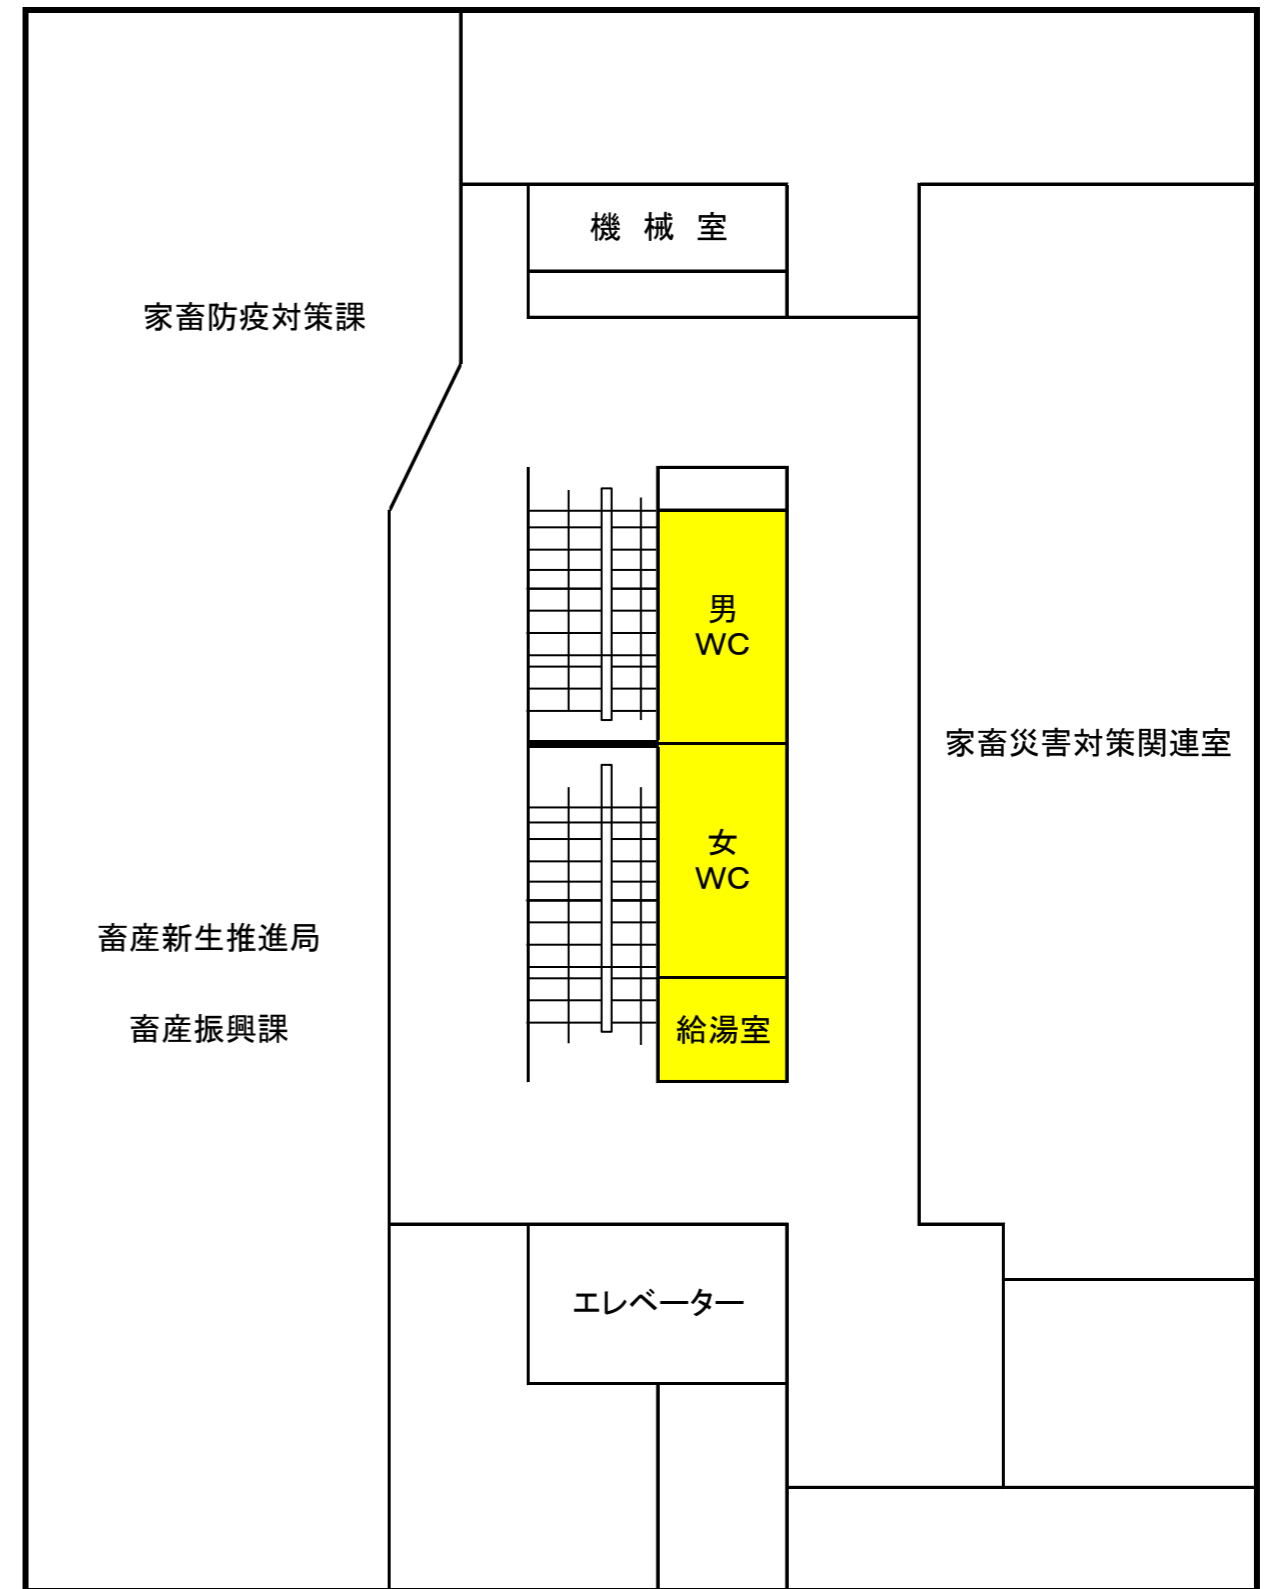 機 械 室
家畜防疫対策課
男
WC
家畜災害対策関連室
女
WC
畜産新生推進局
畜産振興課
給湯室
エレベーター